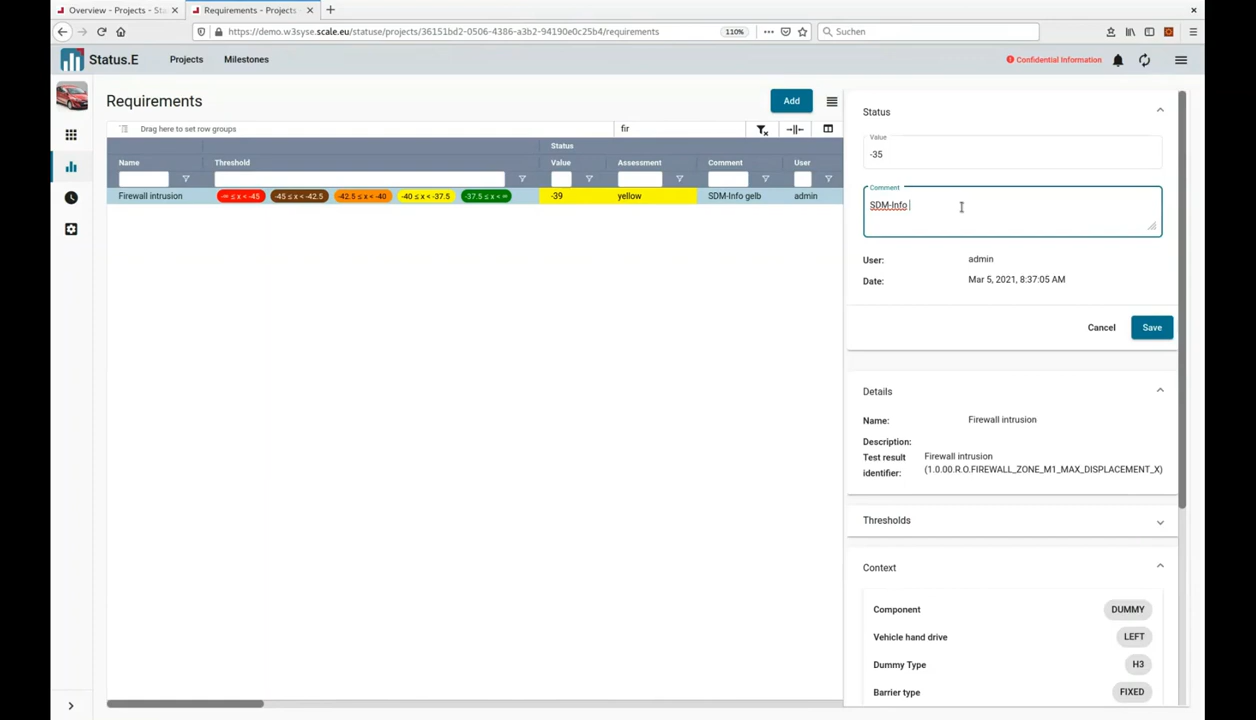 Overview - Projects - Stat
Requirements - Projects
https://demo.w3syse.scale.eu/statuse/projects/36151bd2-0506-4386-a3b2-94190e0c25b4/requirements
110%
Suchen
Status.E
Projects
Milestones
Confidential Information
Requirements
Add
Drag here to set row groups
fir
Status
Name
Threshold
Value
Assessment
Comment
User
Firewall intrusion
-∞ ≤ x < -45
-45 ≤ x < -42.5
-42.5 ≤ x < -40
-40 ≤ x < -37.5
-37.5 ≤ x < ∞
-39
yellow
SDM-Info gelb
admin
Status
Value
-35
Comment
SDM-Info
User:
admin
Date:
Mar 5, 2021, 8:37:05 AM
Cancel
Save
Details
Name:
Firewall intrusion
Description:
Test result identifier:
Firewall intrusion
(1.0.00.R.O.FIREWALL_ZONE_M1_MAX_DISPLACEMENT_X)
Thresholds
Context
Component
DUMMY
Vehicle hand drive
LEFT
Dummy Type
H3
Barrier type
FIXED